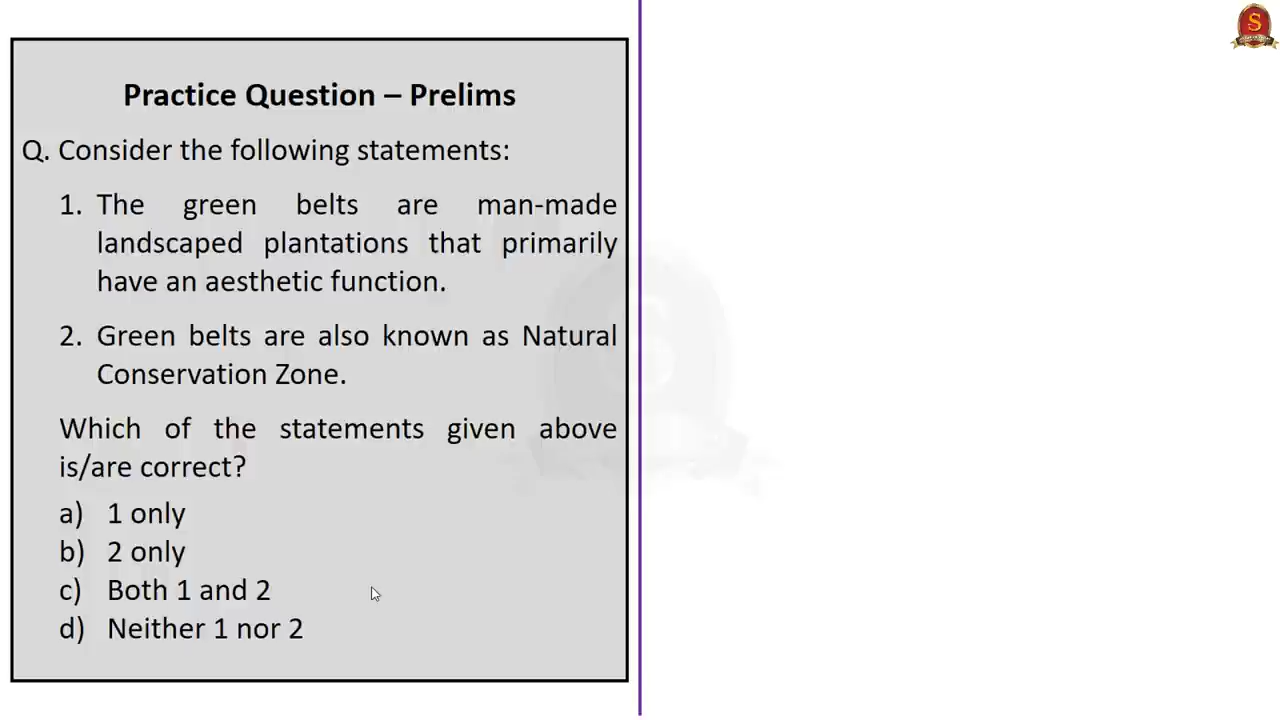 Practice Question – Prelims
Q. Consider the following statements:
1. The green belts are man-made
landscaped plantations that primarily
have an aesthetic function.
2. Green belts are also known as Natural
Conservation Zone.
Which of the statements given above
is/are correct?
a) 1 only
b) 2 only
c) Both 1 and 2
d) Neither 1 nor 2
S